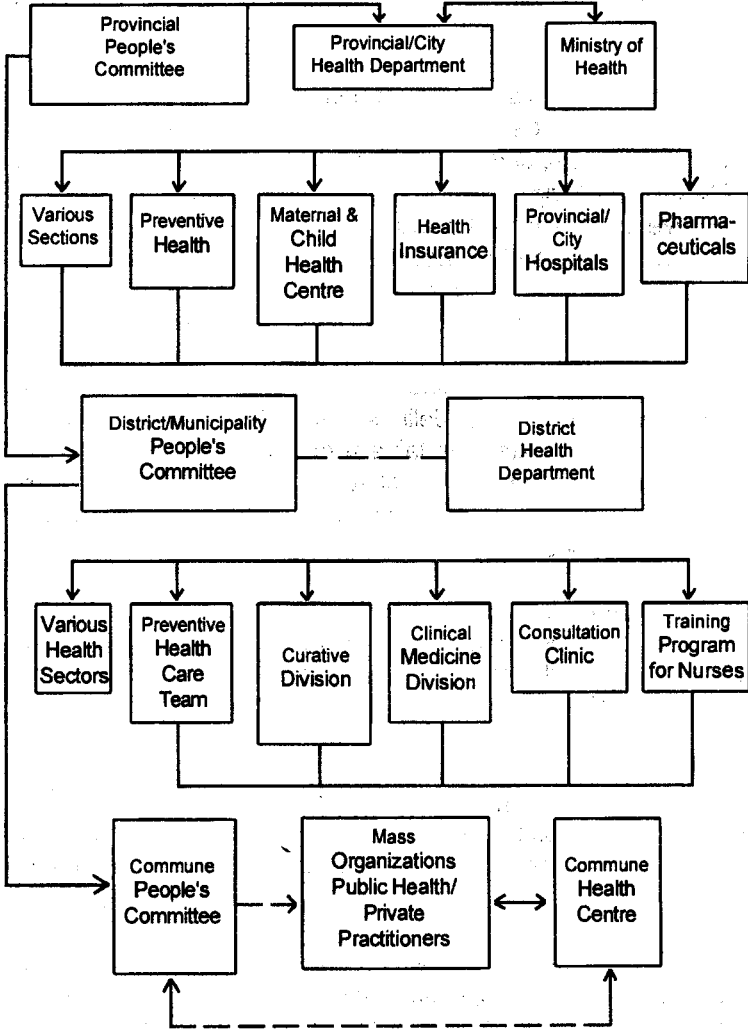 Provincial
People's
Committee
Provincial/City
Health Department
Ministry of
Health
Various
Sections
Preventive
Health
Maternal &
Child
Health
Centre
Health
Insurance
Provincial/
City
Hospitals
Pharma-
ceuticals
District/Municipality
People's
Committee
District
Health
Department
Various
Health
Sectors
Preventive
Health
Care
Team
Curative
Division
Clinical
Medicine
Division
Consultation
Clinic
Training
Program
for Nurses
Commune
People's
Committee
Mass
Organizations
Public Health/
Private
Practitioners
Commune
Health
Centre